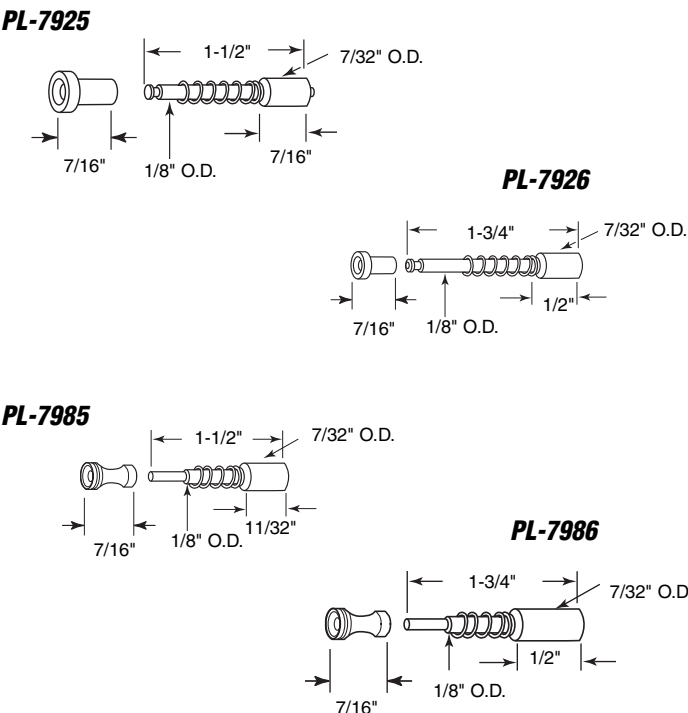 PL-7925
1-1/2"
7/32" O.D.
7/16"
1/8" O.D.
7/16"
PL-7926
1-3/4"
7/32" O.D.
7/16"
1/8" O.D.
1/2"
PL-7985
1-1/2"
7/32" O.D.
7/16"
1/8" O.D.
11/32"
PL-7986
1-3/4"
7/32" O.D
7/16"
1/8" O.D.
1/2"